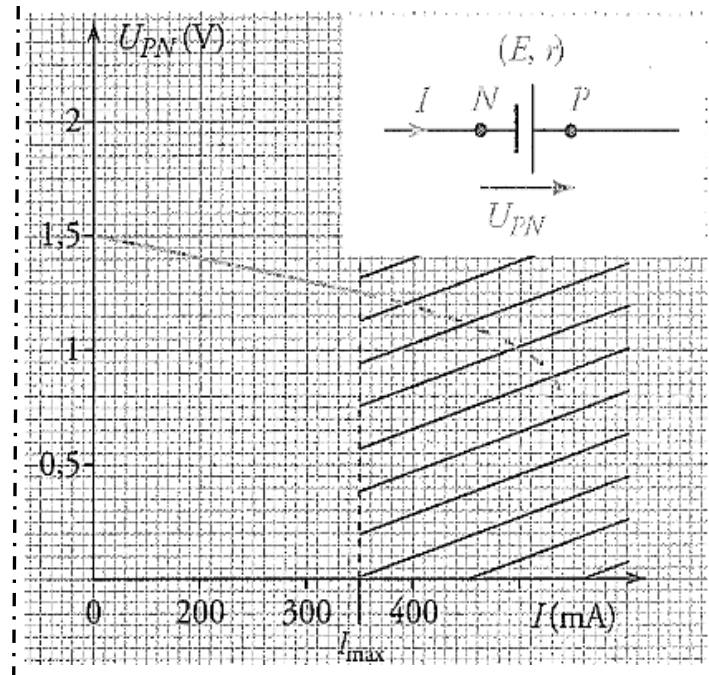 U_PN (V)
(E, r)
I N P
U_PN
2
1,5
1
0,5
0 200 300 400 I (mA)
I_max